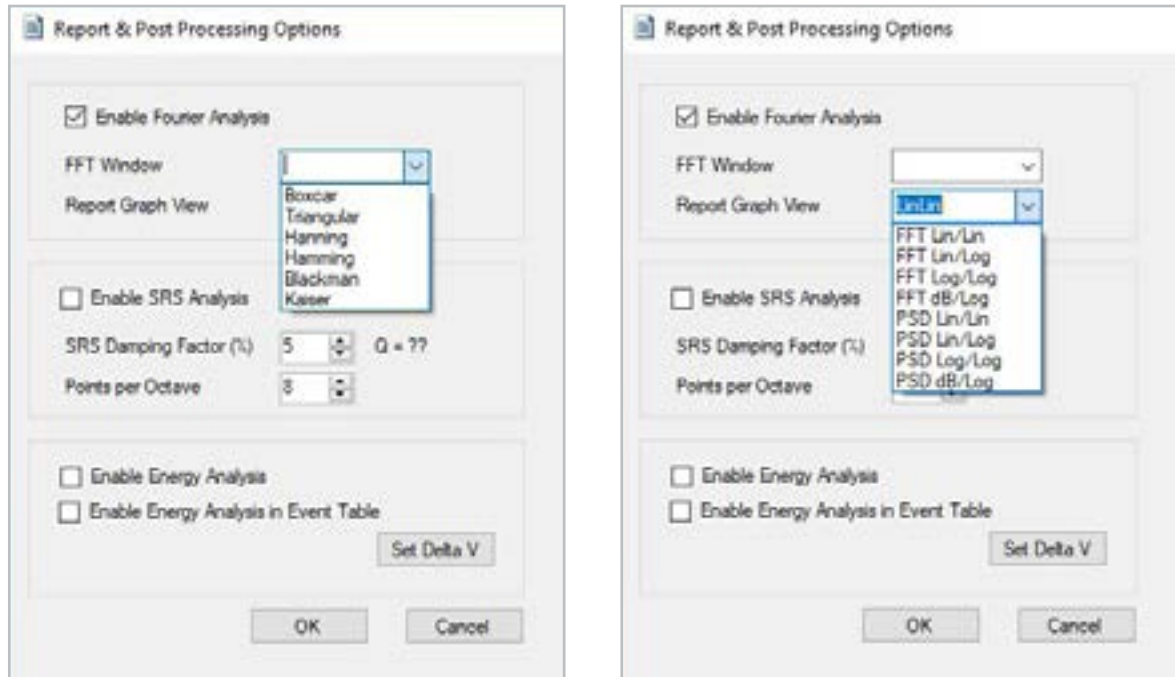 Report & Post Processing Options
Enable Fourier Analysis
FFT Window
Report Graph View
Boxcar
Triangular
Hanning
Hamming
Blackman
Kaiser
Enable SRS Analysis
SRS Damping Factor (%) 5 Q = ??
Points per Octave 8
Enable Energy Analysis
Enable Energy Analysis in Event Table
Set Delta V
OK Cancel
Report & Post Processing Options
Enable Fourier Analysis
FFT Window
Report Graph View LinLin
FFT Lin/Lin
FFT Lin/Log
FFT Log/Log
FFT dB/Log
PSD Lin/Lin
PSD Lin/Log
PSD Log/Log
PSD dB/Log
Enable SRS Analysis
SRS Damping Factor (%)
Points per Octave
Enable Energy Analysis
Enable Energy Analysis in Event Table
Set Delta V
OK Cancel